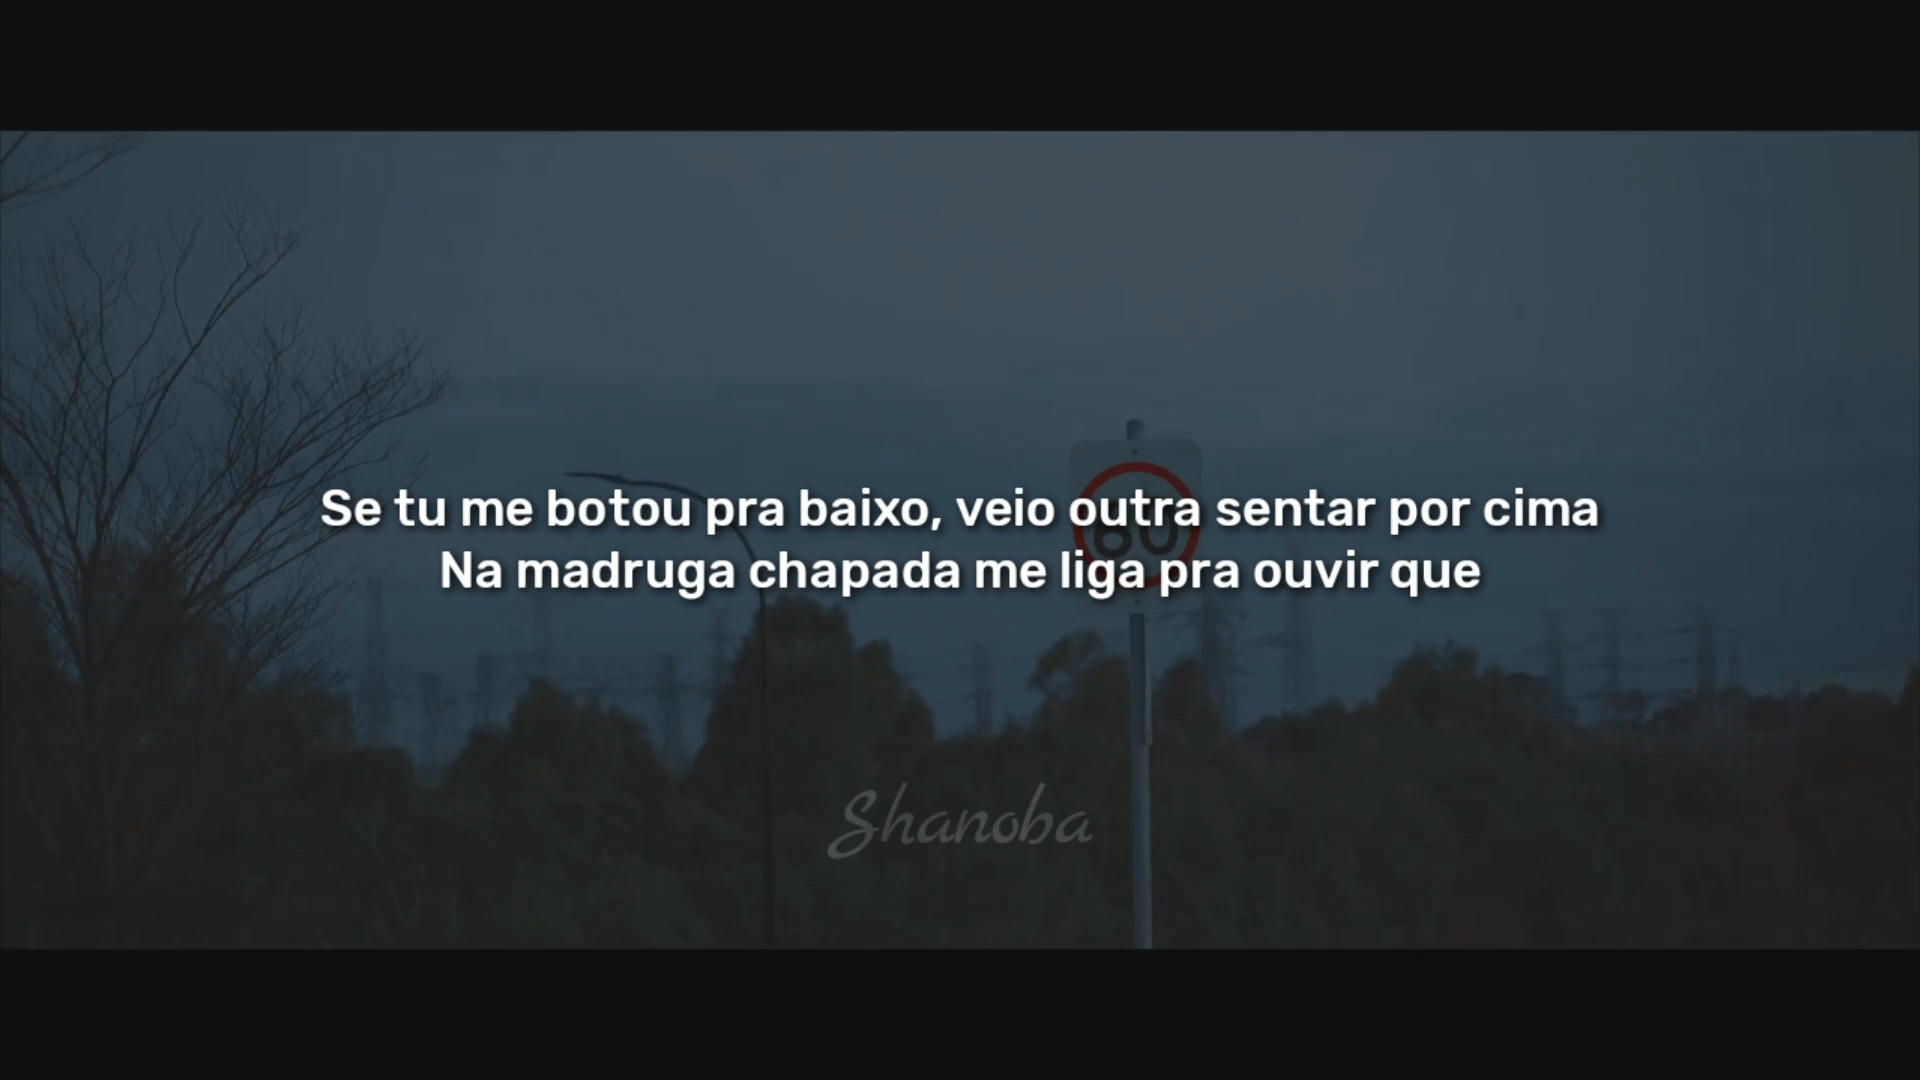 Se tu me botou pra baixo, veio outra sentar por cima
Na madruga chapada me liga pra ouvir que
60
Shanoba